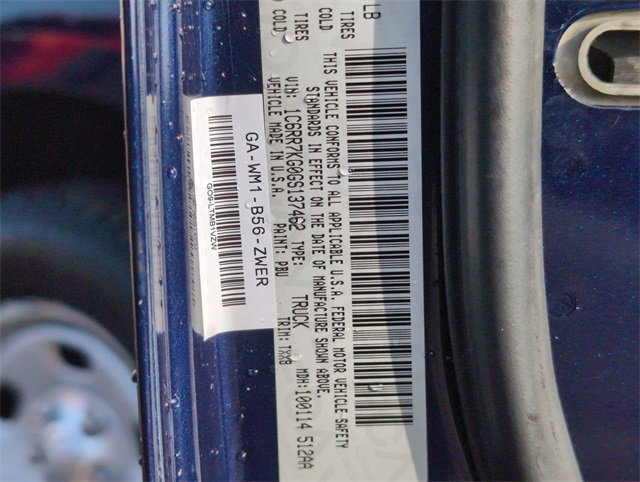 LB
TIRES
COLD
TIRES
COLD
THIS VEHICLE CONFORMS TO ALL APPLICABLE U.S.A. FEDERAL MOTOR VEHICLE SAFETY
STANDARDS IN EFFECT ON THE DATE OF MANUFACTURE SHOWN ABOVE.
VIN: 1C6RR7KG0GS137462 TYPE: TRUCK MDH:100114 512AA
VEHICLE MADE IN U.S.A. PAINT: PBU TRIM: TXX8
GA-WM1-B56-ZWER